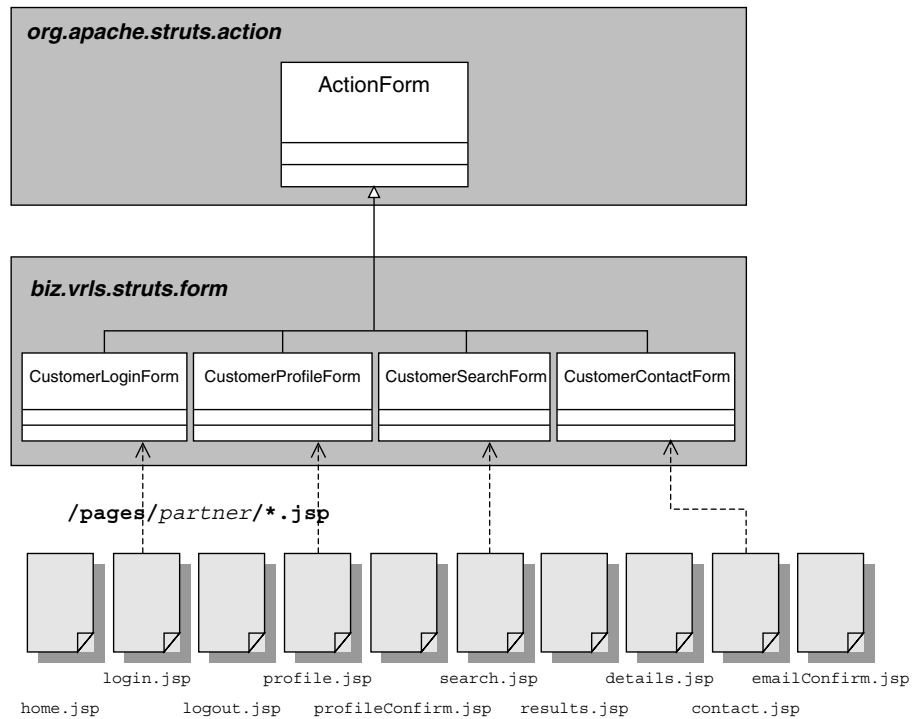 org.apache.struts.action
ActionForm
biz.vrls.struts.form
CustomerLoginForm
CustomerProfileForm
CustomerSearchForm
CustomerContactForm
/pages/partner/*.jsp
login.jsp
profile.jsp
search.jsp
details.jsp
emailConfirm.jsp
home.jsp
logout.jsp
profileConfirm.jsp
results.jsp
contact.jsp